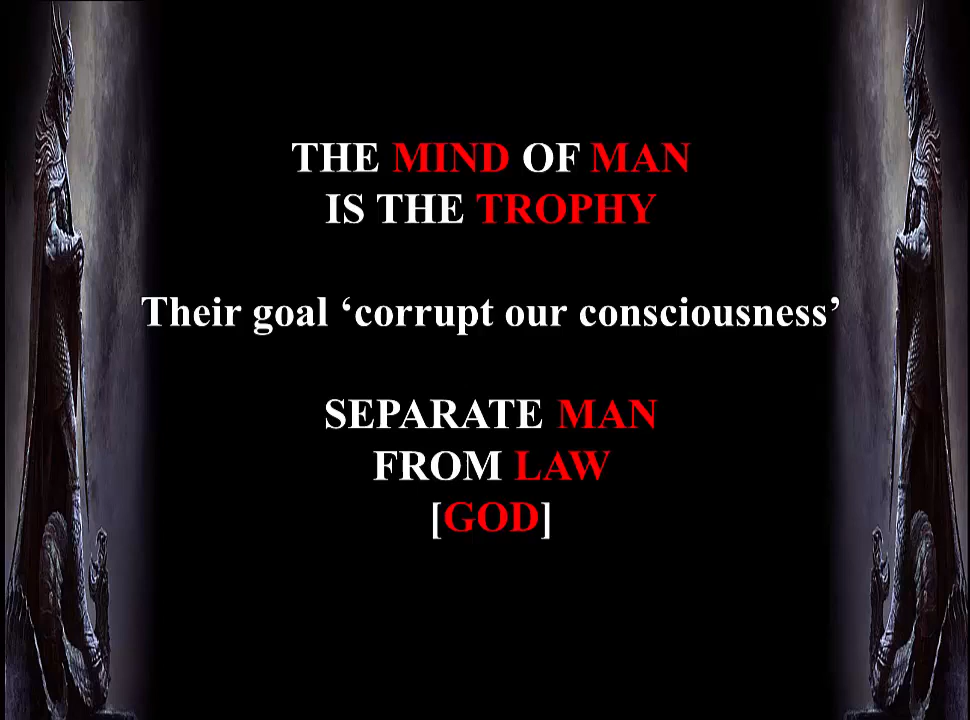 THE MIND OF MAN
IS THE TROPHY
Their goal ‘corrupt our consciousness’
SEPARATE MAN
FROM LAW
[GOD]